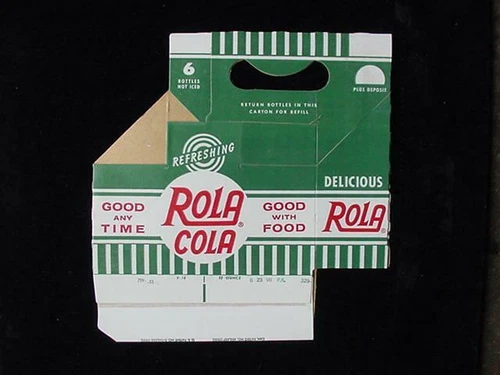 6
BOTTLES
NOT ICED
PLUS DEPOSIT
RETURN BOTTLES IN THIS
CARTON FOR REFILL
REFRESHING
DELICIOUS
GOOD
ANY
TIME
ROLA
COLA
GOOD
WITH
FOOD
ROLA